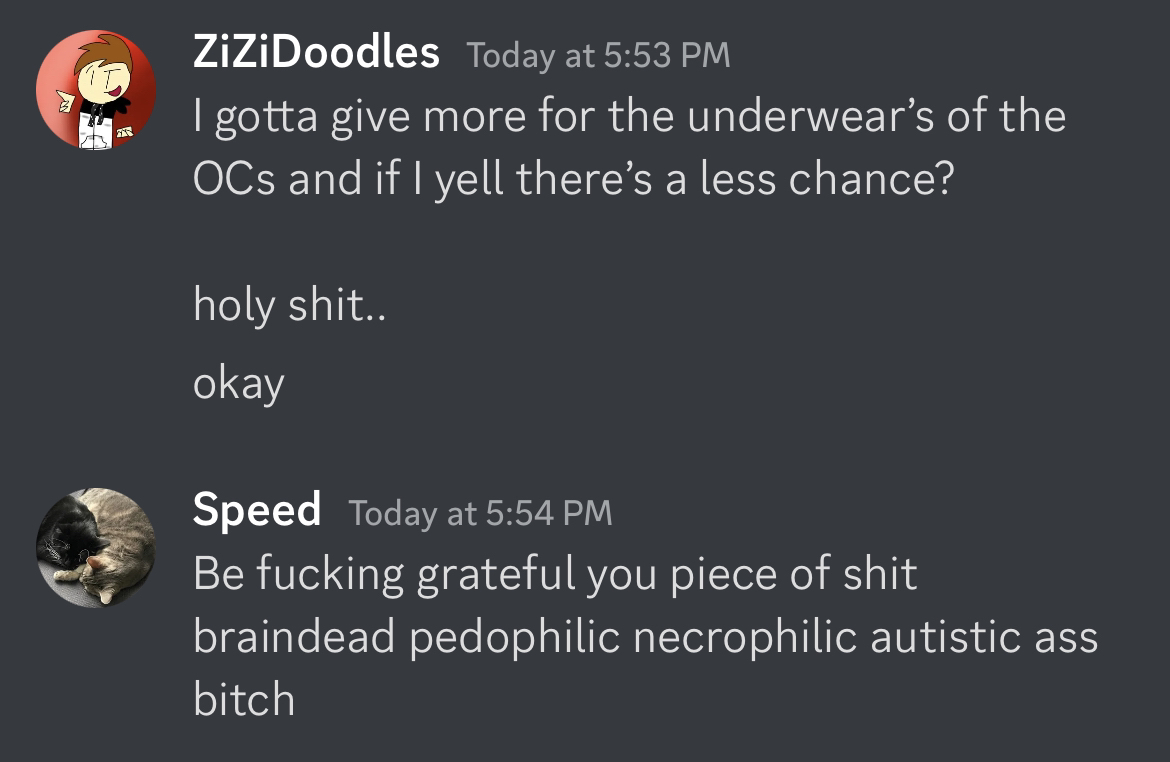 ZiZiDoodles Today at 5:53 PM
I gotta give more for the underwear’s of the
OCs and if I yell there’s a less chance?
holy shit..
okay
Speed Today at 5:54 PM
Be fucking grateful you piece of shit
braindead pedophilic necrophilic autistic ass
bitch